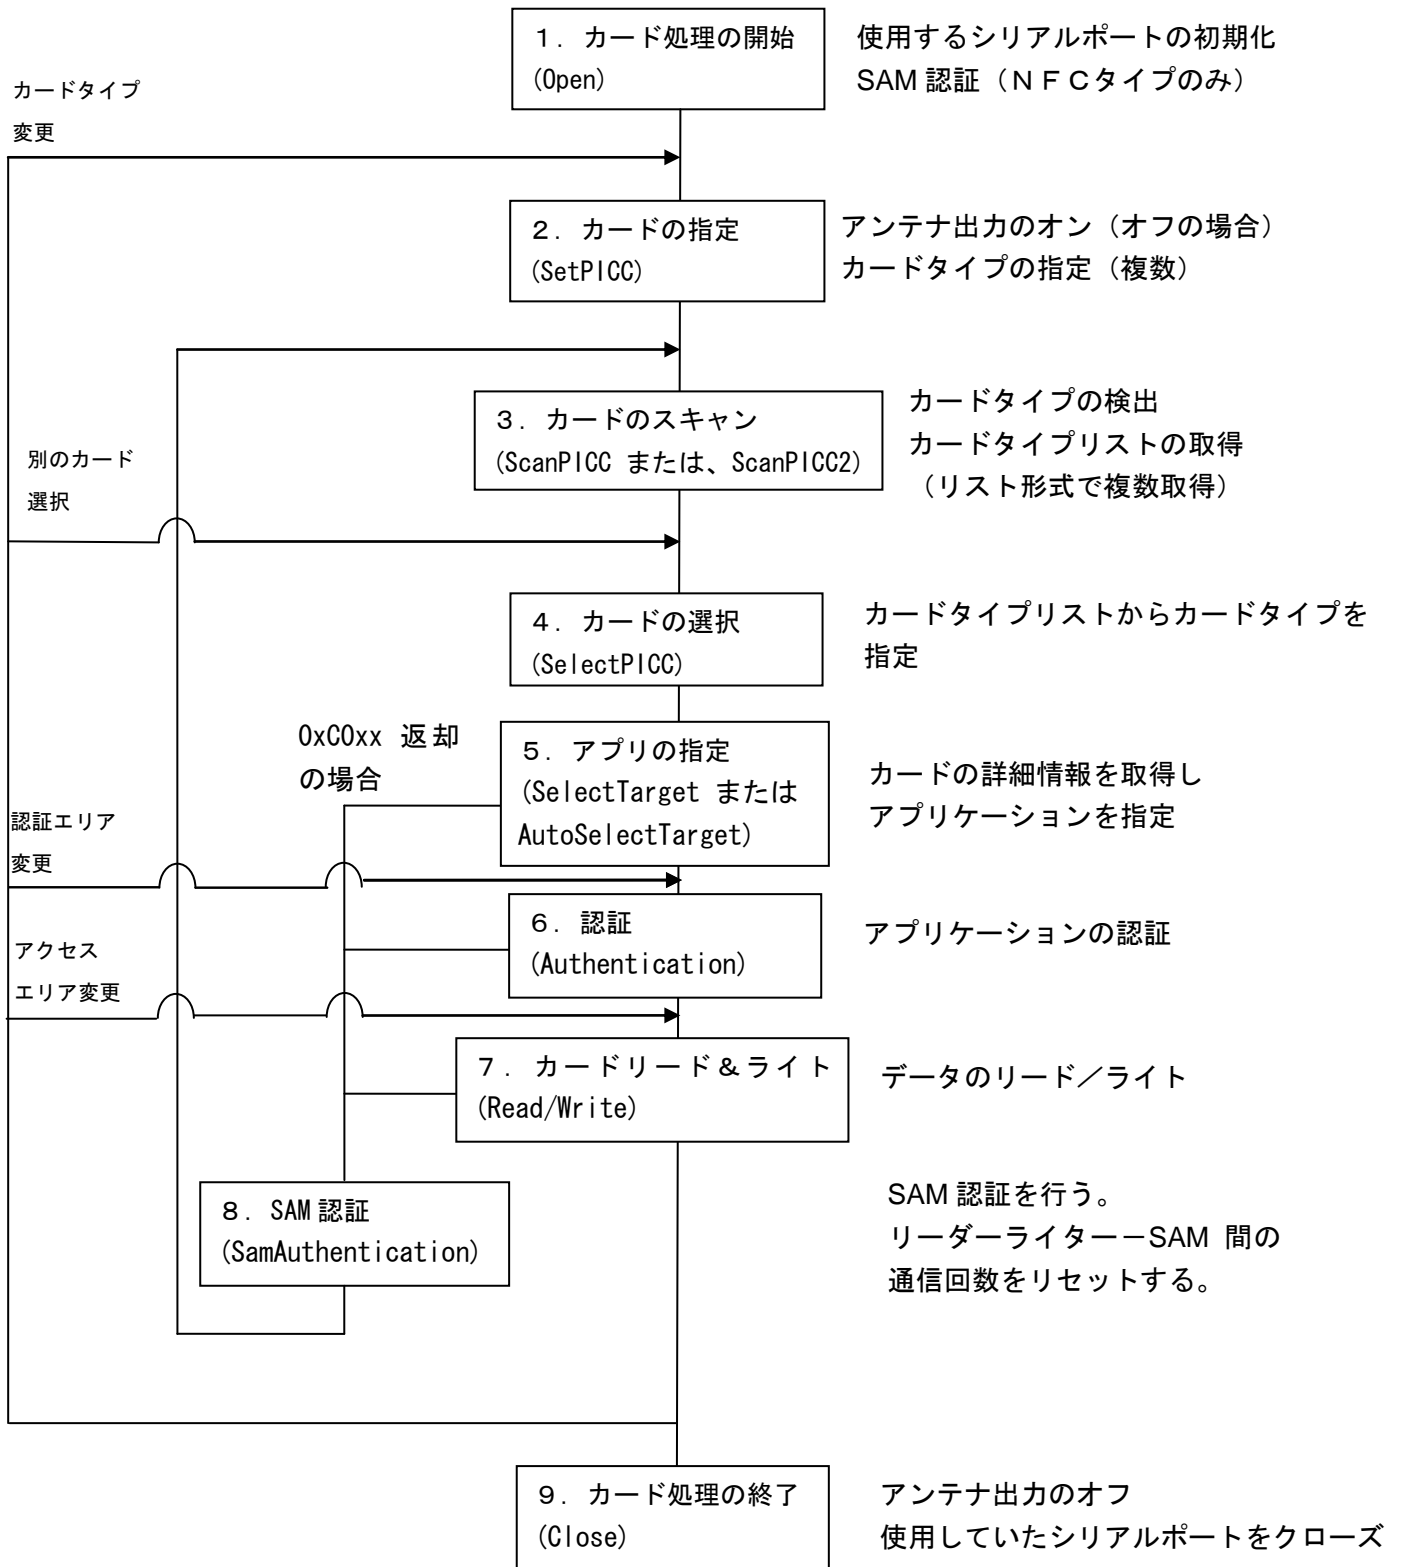 １．カード処理の開始
(Open)
使用するシリアルポートの初期化
SAM 認証（ＮＦＣタイプのみ）
カードタイプ
変更
２．カードの指定
(SetPICC)
アンテナ出力のオン（オフの場合）
カードタイプの指定（複数）
３．カードのスキャン
(ScanPICC または、ScanPICC2)
カードタイプの検出
カードタイプリストの取得
（リスト形式で複数取得）
別のカード
選択
４．カードの選択
(SelectPICC)
カードタイプリストからカードタイプを
指定
0xC0xx 返却
の場合
５．アプリの指定
(SelectTarget または
AutoSelectTarget)
カードの詳細情報を取得し
アプリケーションを指定
認証エリア
変更
６．認証
(Authentication)
アプリケーションの認証
アクセス
エリア変更
７．カードリード＆ライト
(Read/Write)
データのリード／ライト
８．SAM 認証
(SamAuthentication)
SAM 認証を行う。
リーダーライター－SAM 間の
通信回数をリセットする。
９．カード処理の終了
(Close)
アンテナ出力のオフ
使用していたシリアルポートをクローズ